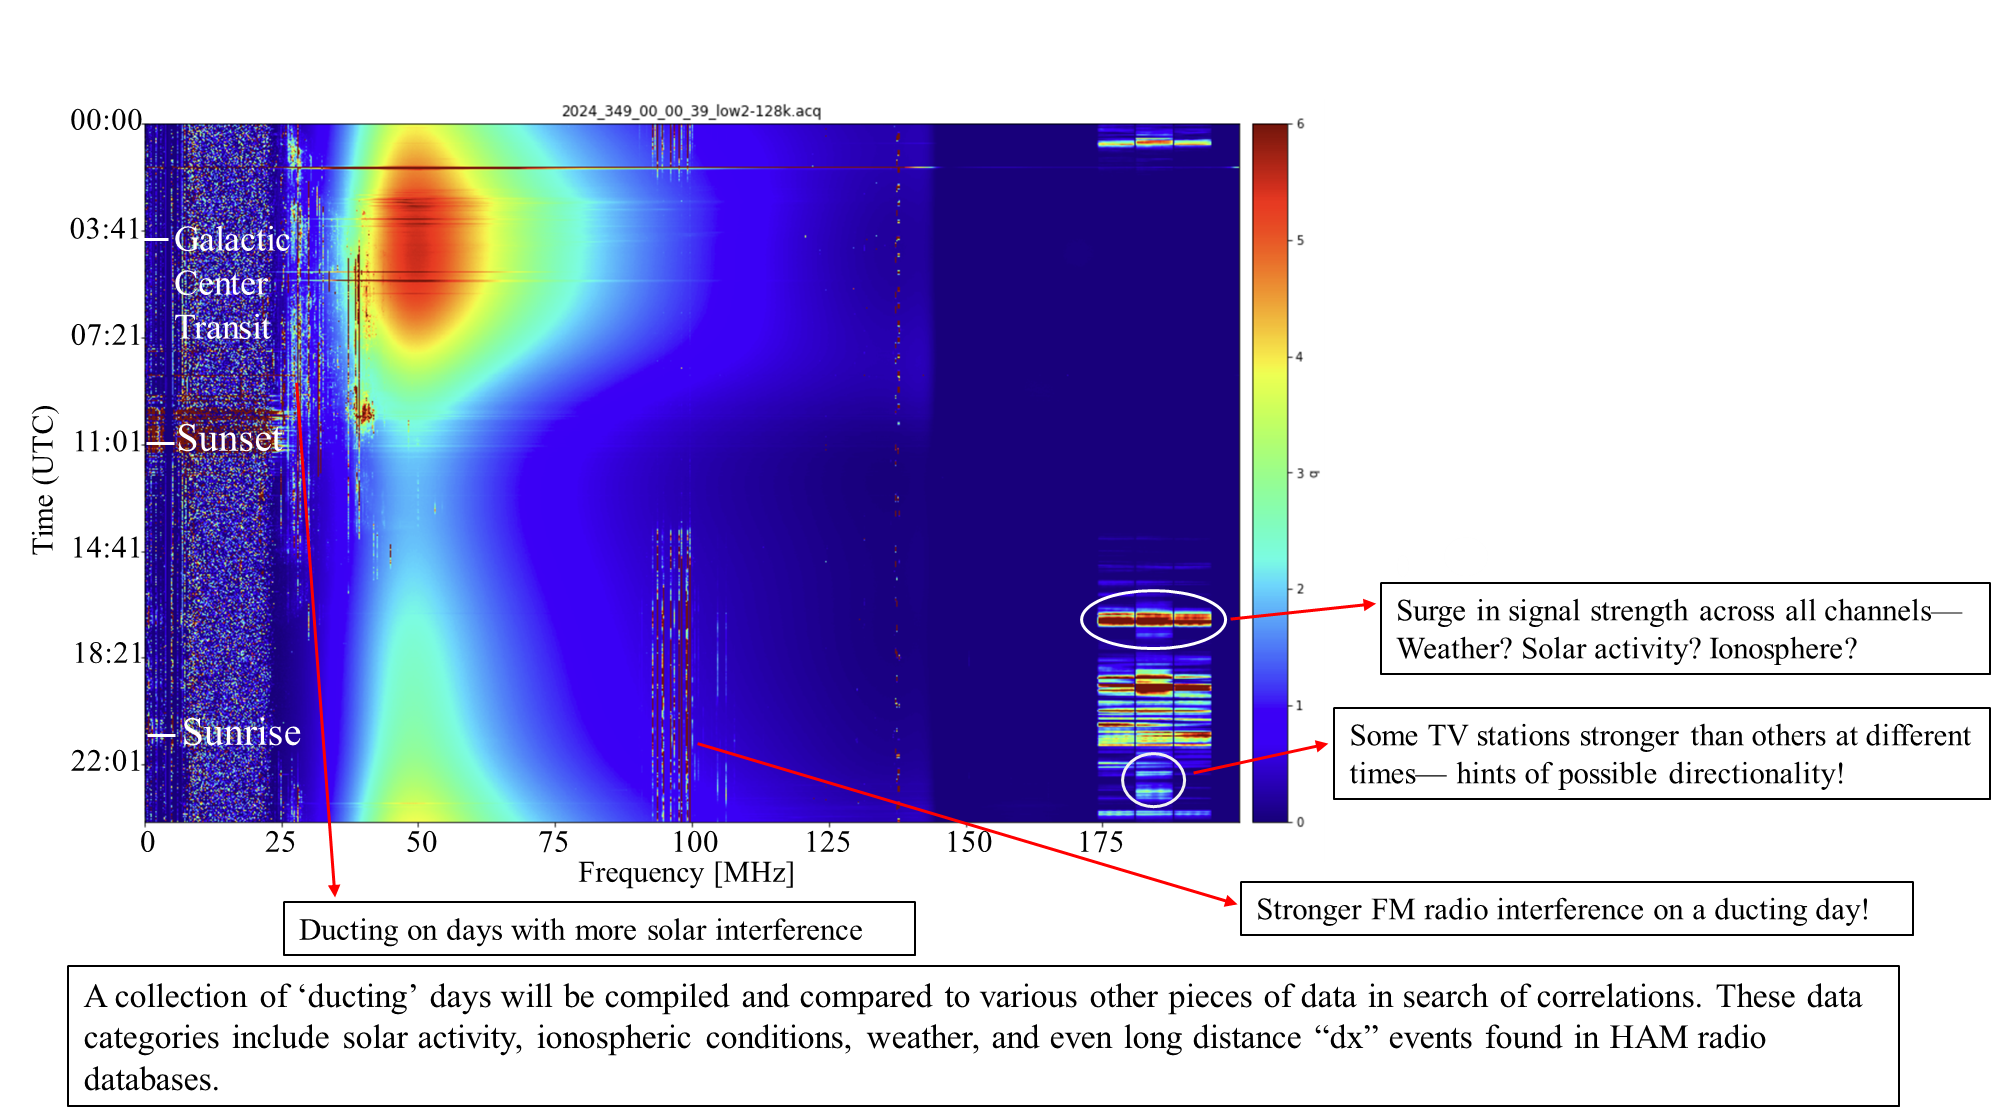 2024_349_00_00_39_low2-128k.acq
00:00
03:41
07:21
11:01
14:41
18:21
22:01
Time (UTC)
Galactic
Center
Transit
Sunset
Sunrise
0
25
50
75
100
125
150
175
Frequency [MHz]
6
5
4
3
2
1
0
q
Surge in signal strength across all channels—
Weather? Solar activity? Ionosphere?
Some TV stations stronger than others at different
times— hints of possible directionality!
Stronger FM radio interference on a ducting day!
Ducting on days with more solar interference
A collection of ‘ducting’ days will be compiled and compared to various other pieces of data in search of correlations. These data
categories include solar activity, ionospheric conditions, weather, and even long distance “dx” events found in HAM radio
databases.